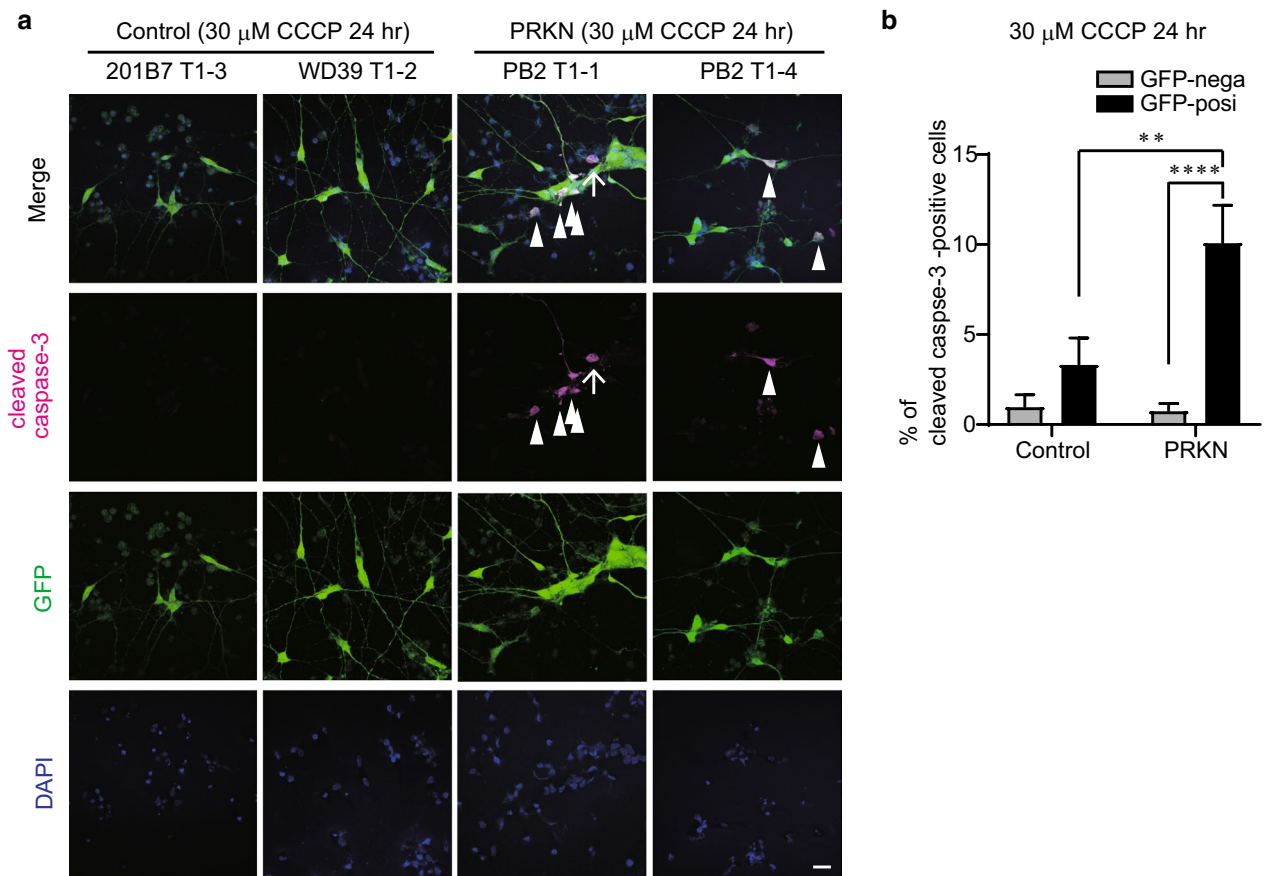 a
Control (30 μM CCCP 24 hr)
PRKN (30 μM CCCP 24 hr)
201B7 T1-3
WD39 T1-2
PB2 T1-1
PB2 T1-4
Merge
cleaved
caspase-3
GFP
DAPI
b
30 μM CCCP 24 hr
GFP-nega
GFP-posi
% of
cleaved caspse-3 -positive cells
15
10
5
0
**
****
Control
PRKN